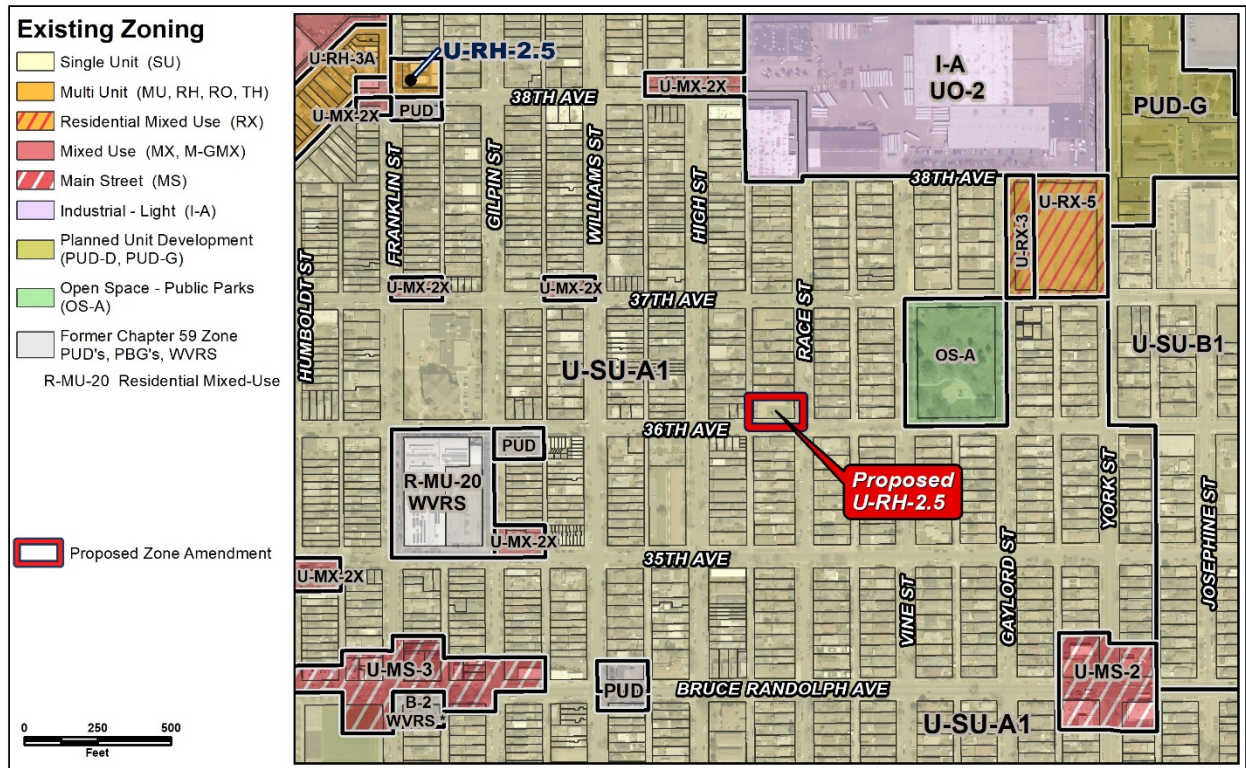 Existing Zoning
Single Unit (SU)
Multi Unit (MU, RH, RO, TH)
Residential Mixed Use (RX)
Mixed Use (MX, M-GMX)
Main Street (MS)
Industrial - Light (I-A)
Planned Unit Development
(PUD-D, PUD-G)
Open Space - Public Parks
(OS-A)
Former Chapter 59 Zone
PUD's, PBG's, WVRS
R-MU-20 Residential Mixed-Use
Proposed Zone Amendment
0 250 500
Feet
U-RH-3A
U-RH-2.5
U-MX-2X
PUD
38TH AVE
U-MX-2X
I-A
UO-2
PUD-G
HUMBOLDT ST
FRANKLIN ST
GILPIN ST
WILLIAMS ST
HIGH ST
RACE ST
38TH AVE
U-RX-3
U-RX-5
U-MX-2X
U-MX-2X
37TH AVE
U-SU-A1
OS-A
U-SU-B1
36TH AVE
Proposed
U-RH-2.5
PUD
R-MU-20
WVRS
U-MX-2X
35TH AVE
U-MX-2X
VINE ST
GAYLORD ST
YORK ST
JOSEPHINE ST
U-MS-3
B-2
WVRS *
PUD
BRUCE RANDOLPH AVE
U-MS-2
U-SU-A1